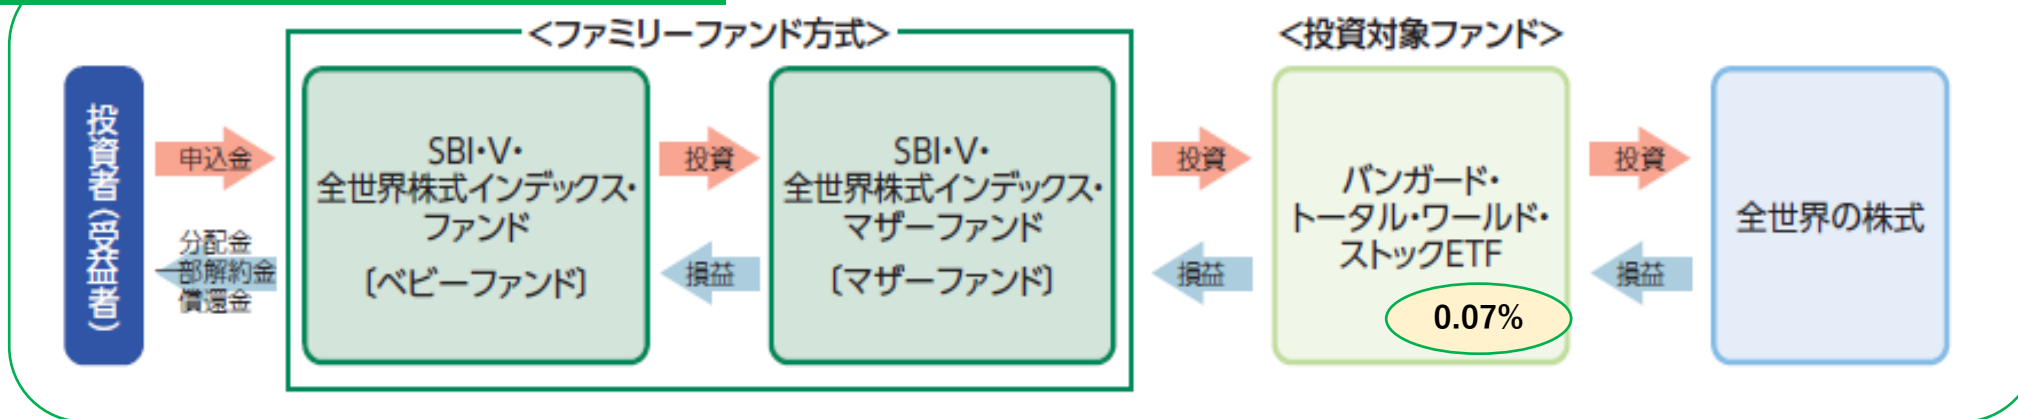 <ファミリーファンド方式>
<投資対象ファンド>
投資者(受益者)
申込金
分配金
一部解約金
償還金
SBI・V・
全世界株式インデックス・
ファンド
〔ベビーファンド〕
投資
損益
SBI・V・
全世界株式インデックス・
マザーファンド
〔マザーファンド〕
投資
損益
バンガード・
トータル・ワールド・
ストックETF
0.07%
投資
損益
全世界の株式